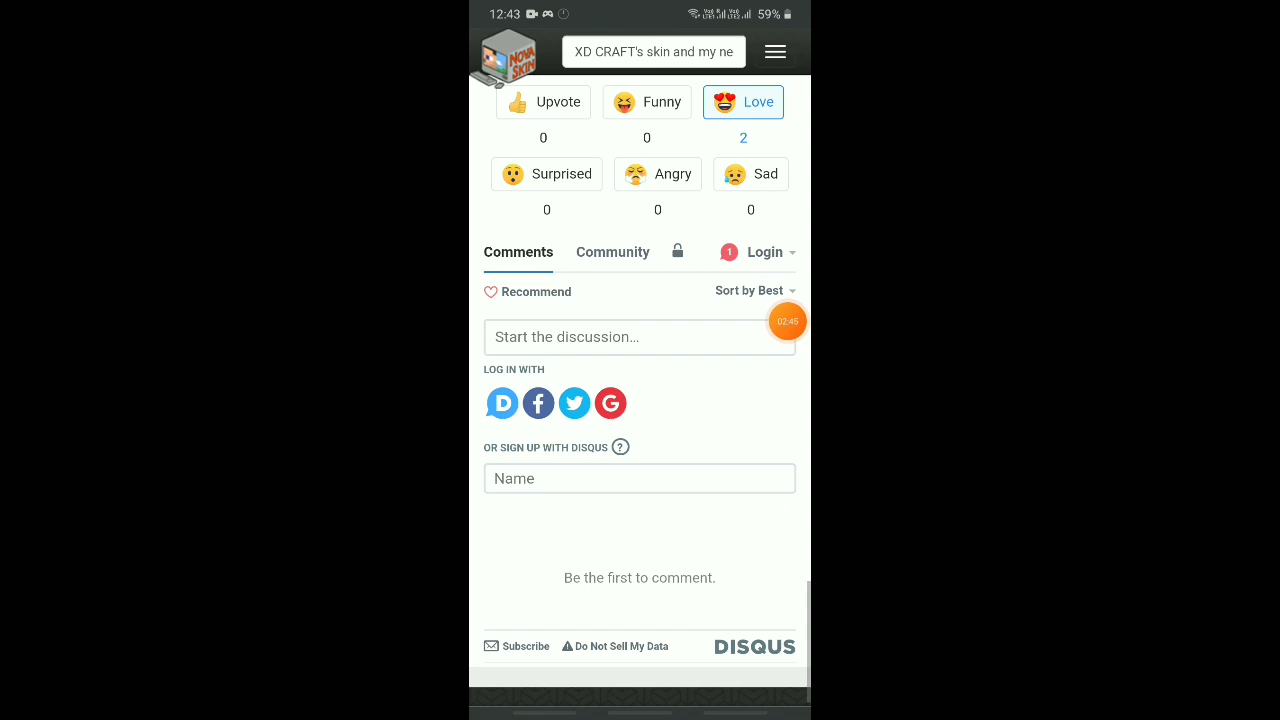 12:43 59%
NOVA SKIN
XD CRAFT's skin and my ne
Upvote Funny Love
0 0 2
Surprised Angry Sad
0 0 0
Comments Community 1 Login
Recommend Sort by Best
02:45
Start the discussion...
LOG IN WITH
D f G
OR SIGN UP WITH DISQUS ?
Name
Be the first to comment.
Subscribe Do Not Sell My Data DISQUS